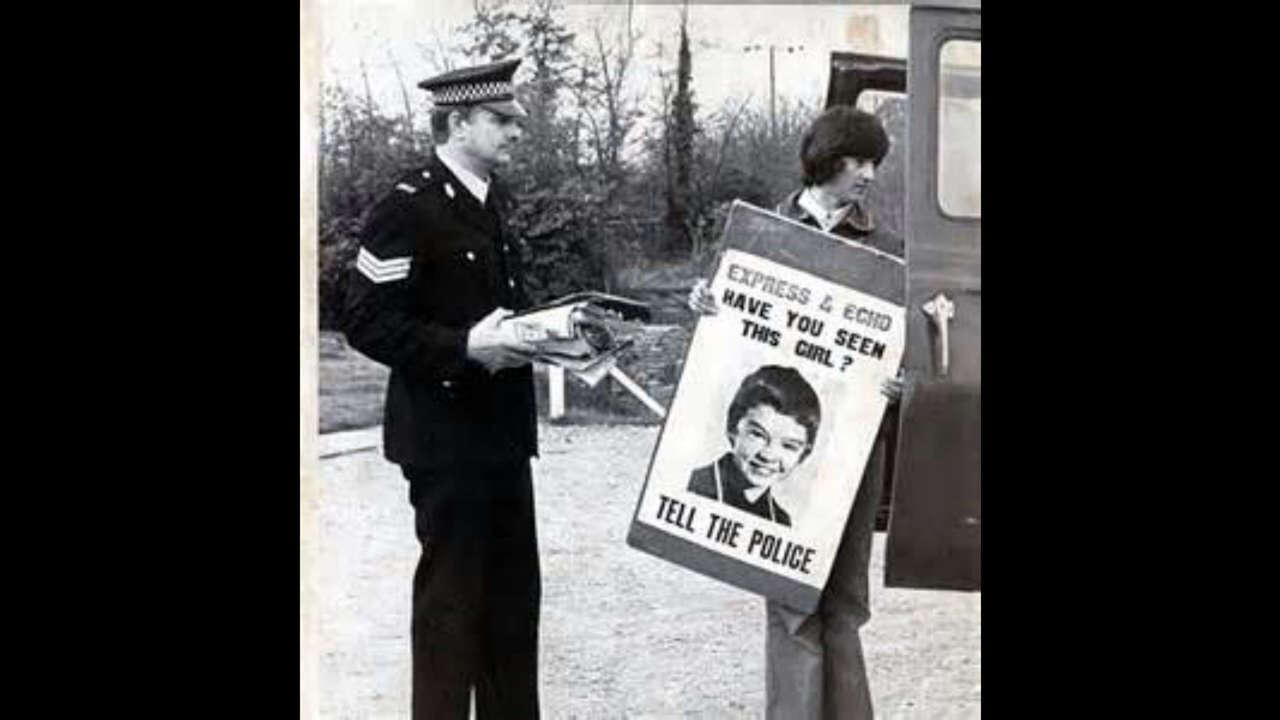 EXPRESS & ECHO
HAVE YOU SEEN
THIS GIRL?
TELL THE POLICE